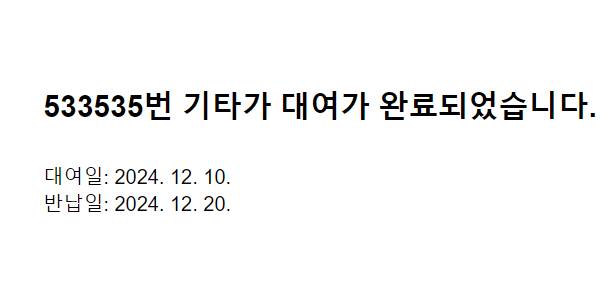 533535번 기타가 대여가 완료되었습니다.
대여일: 2024. 12. 10.
반납일: 2024. 12. 20.